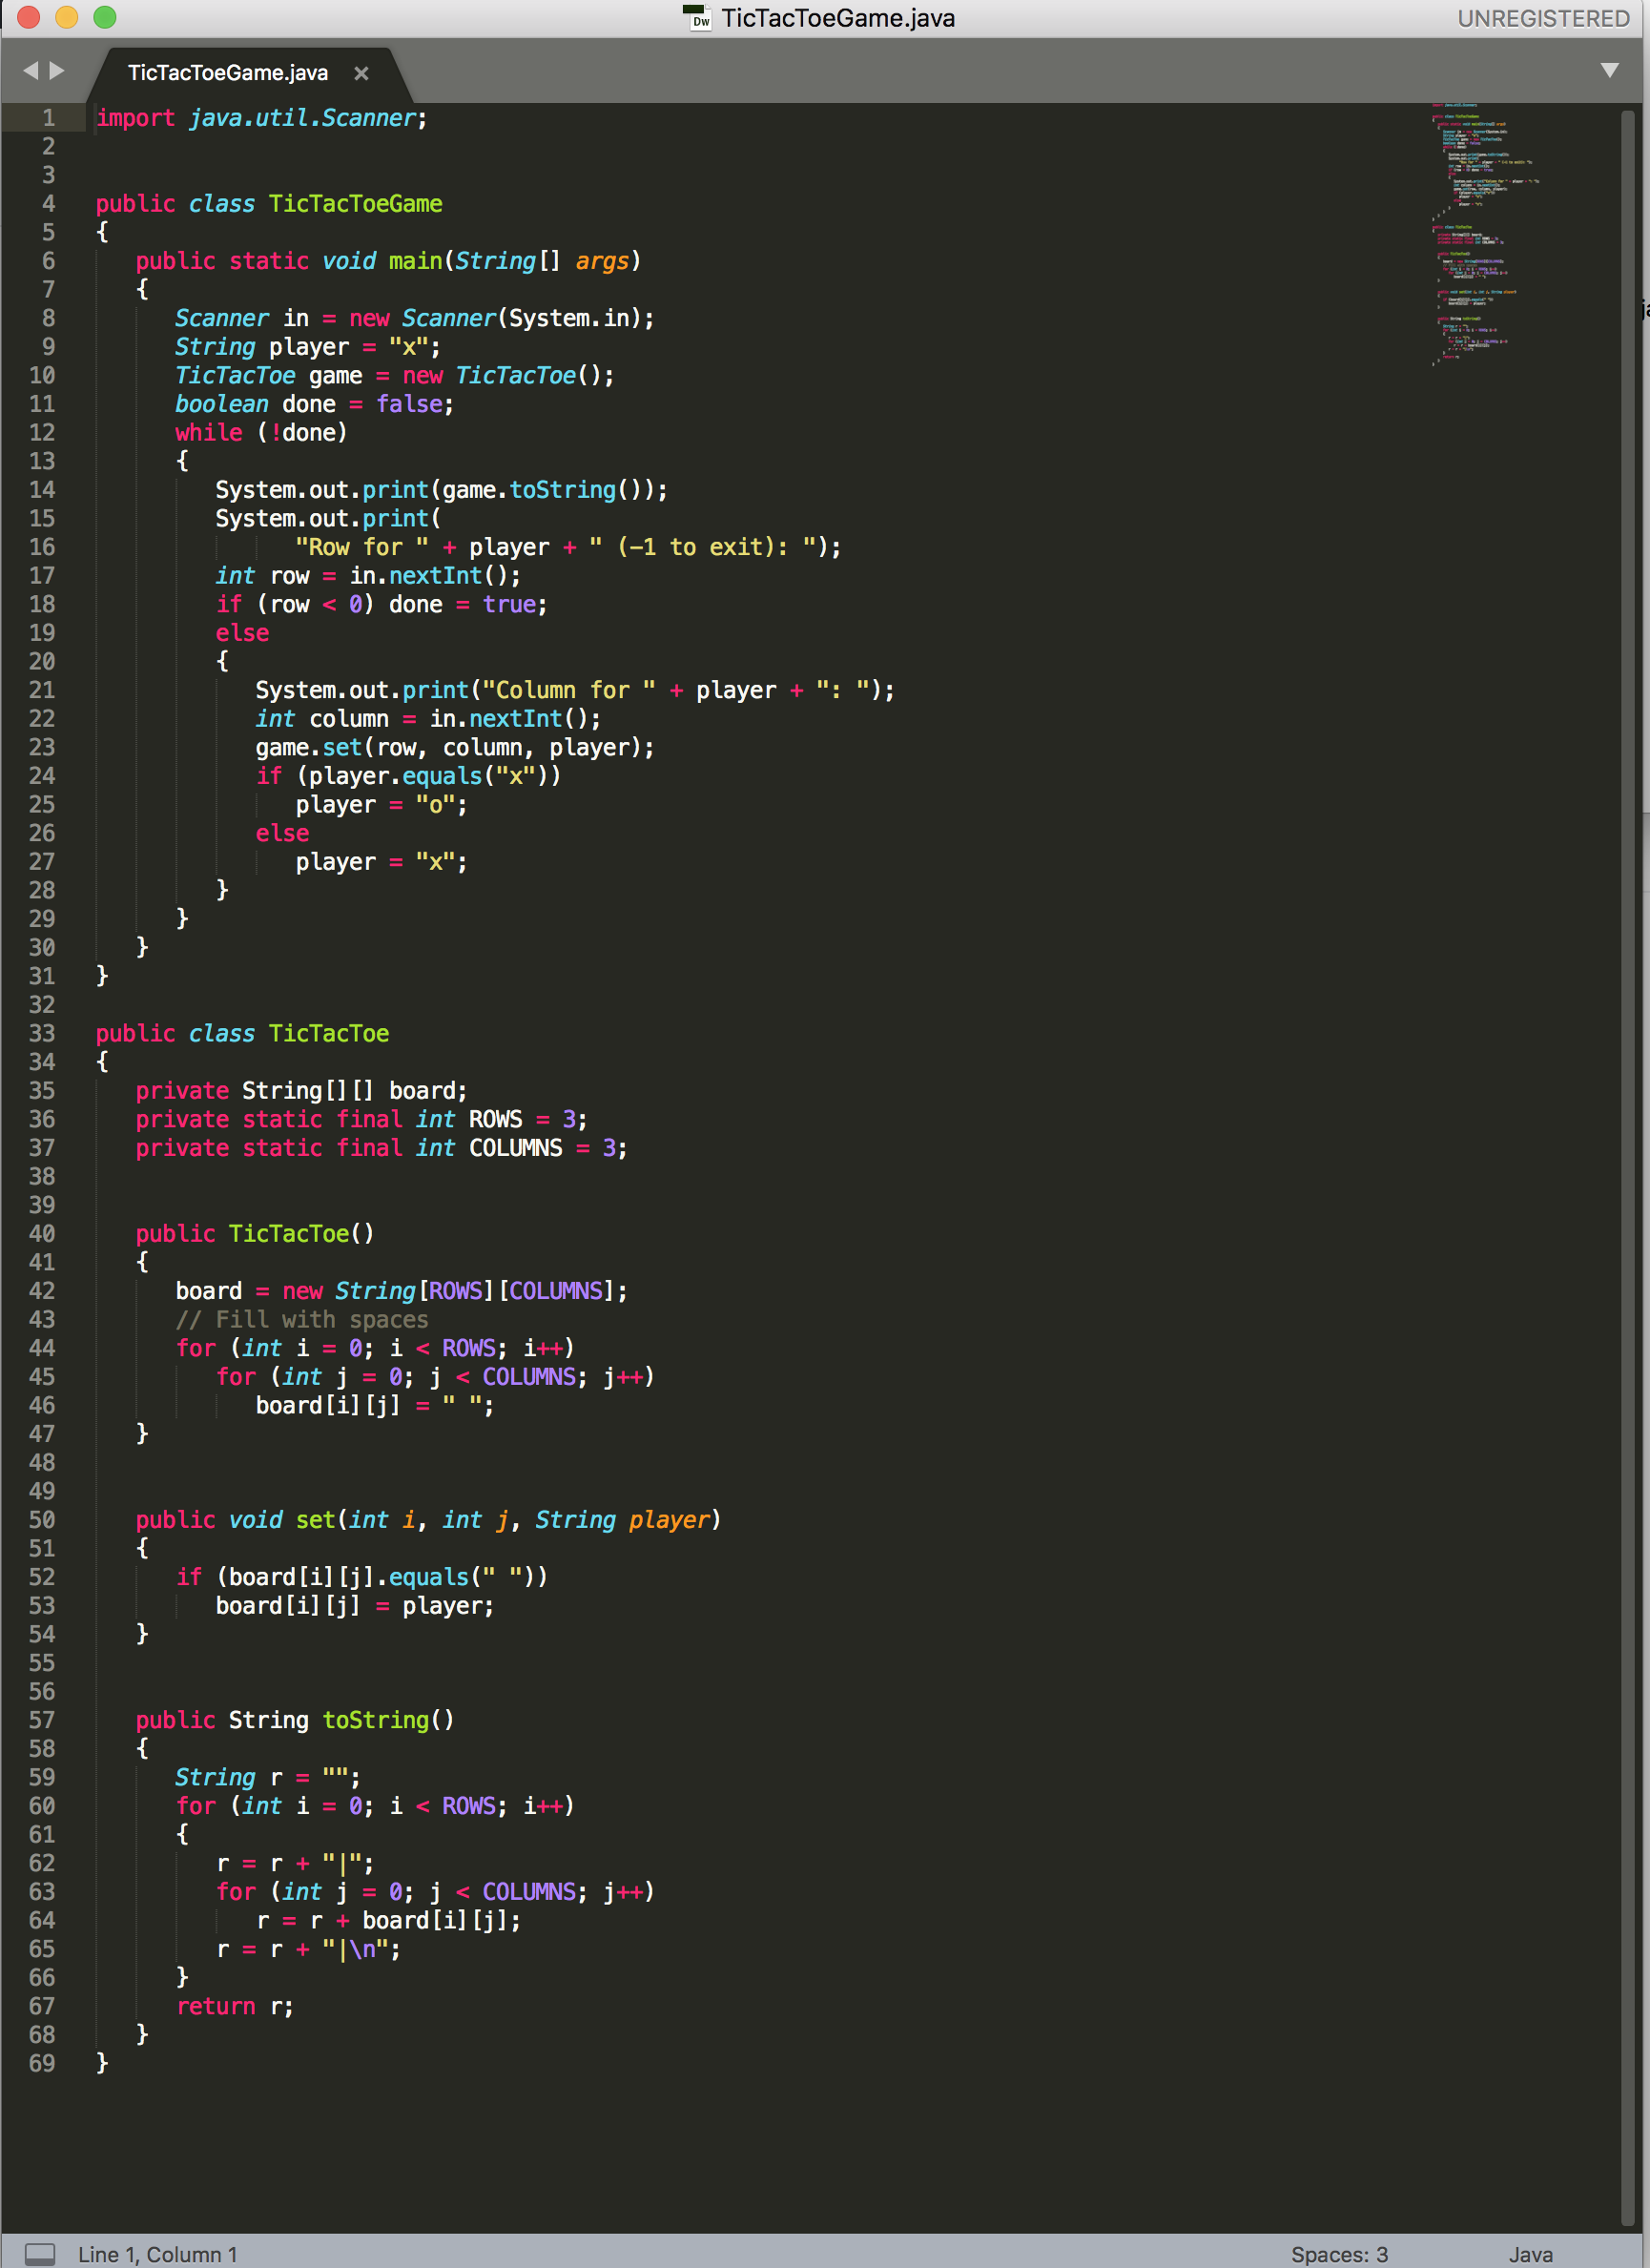 Dw TicTacToeGame.java UNREGISTERED
TicTacToeGame.java ×
1 import java.util.Scanner;
2
3
4 public class TicTacToeGame
5 {
6    public static void main(String[] args)
7    {
8       Scanner in = new Scanner(System.in);
9       String player = "x";
10       TicTacToe game = new TicTacToe();
11       boolean done = false;
12       while (!done)
13       {
14          System.out.print(game.toString());
15          System.out.print(
16                "Row for " + player + " (-1 to exit): ");
17          int row = in.nextInt();
18          if (row < 0) done = true;
19          else
20          {
21             System.out.print("Column for " + player + ": ");
22             int column = in.nextInt();
23             game.set(row, column, player);
24             if (player.equals("x"))
25                player = "o";
26             else
27                player = "x";
28          }
29       }
30    }
31 }
32
33 public class TicTacToe
34 {
35    private String[][] board;
36    private static final int ROWS = 3;
37    private static final int COLUMNS = 3;
38
39
40    public TicTacToe()
41    {
42       board = new String[ROWS][COLUMNS];
43       // Fill with spaces
44       for (int i = 0; i < ROWS; i++)
45          for (int j = 0; j < COLUMNS; j++)
46             board[i][j] = " ";
47    }
48
49
50    public void set(int i, int j, String player)
51    {
52       if (board[i][j].equals(" "))
53          board[i][j] = player;
54    }
55
56
57    public String toString()
58    {
59       String r = "";
60       for (int i = 0; i < ROWS; i++)
61       {
62          r = r + "|";
63          for (int j = 0; j < COLUMNS; j++)
64             r = r + board[i][j];
65          r = r + "|\n";
66       }
67       return r;
68    }
69 }
Line 1, Column 1 Spaces: 3 Java